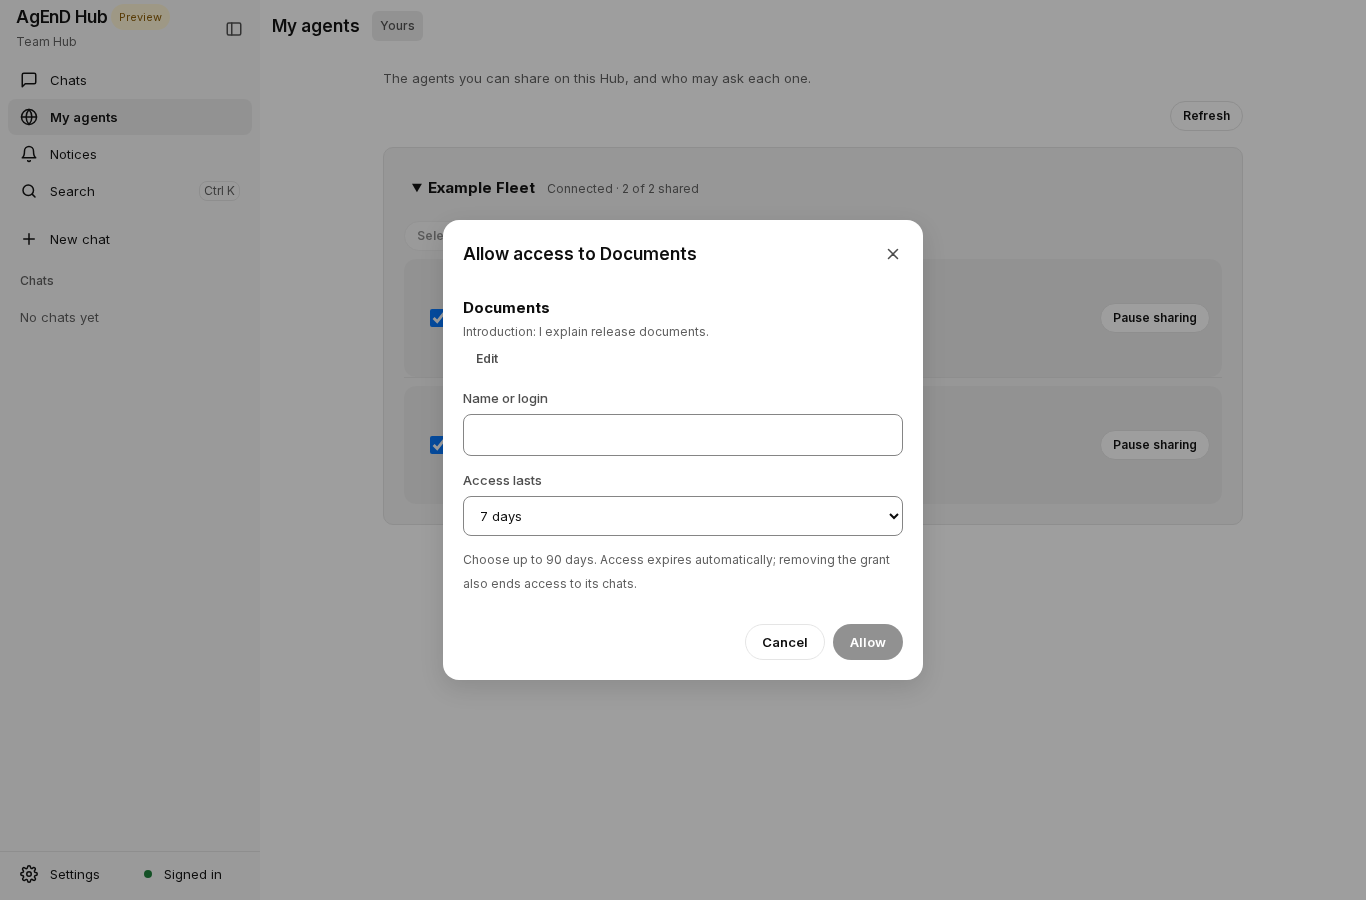 AgEnD Hub Preview
Team Hub
Chats
My agents
Notices
Search Ctrl K
New chat
Chats
No chats yet
Settings
Signed in
My agents Yours
The agents you can share on this Hub, and who may ask each one.
Refresh
Example Fleet Connected · 2 of 2 shared
Pause sharing
Pause sharing
Allow access to Documents
Documents
Introduction: I explain release documents.
Edit
Name or login
Access lasts
7 days
Choose up to 90 days. Access expires automatically; removing the grant
also ends access to its chats.
Cancel Allow